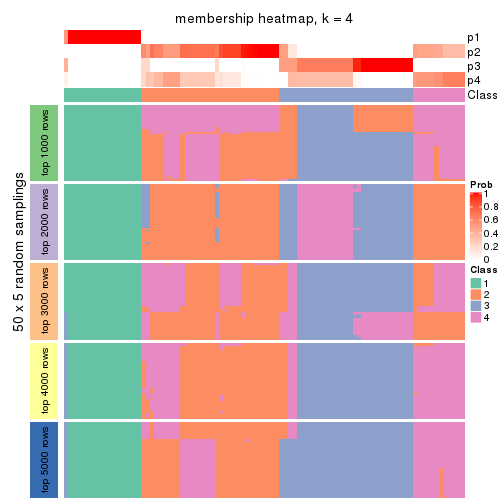 membership heatmap, k = 4
p1
p2
p3
p4
Class
50 x 5 random samplings
top 1000 rows
top 2000 rows
top 3000 rows
top 4000 rows
top 5000 rows
Prob
1
0.8
0.6
0.4
0.2
0
Class
1
2
3
4